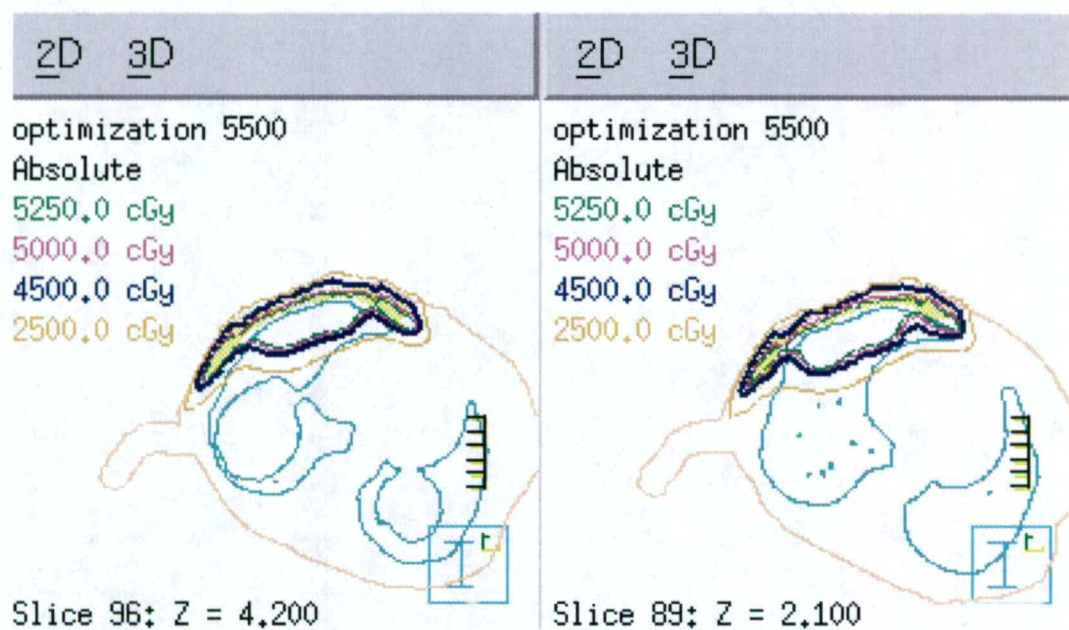 2D 3D
optimization 5500
Absolute
5250.0 cGy
5000.0 cGy
4500.0 cGy
2500.0 cGy
Slice 96: Z = 4.200
2D 3D
optimization 5500
Absolute
5250.0 cGy
5000.0 cGy
4500.0 cGy
2500.0 cGy
Slice 89: Z = 2.100